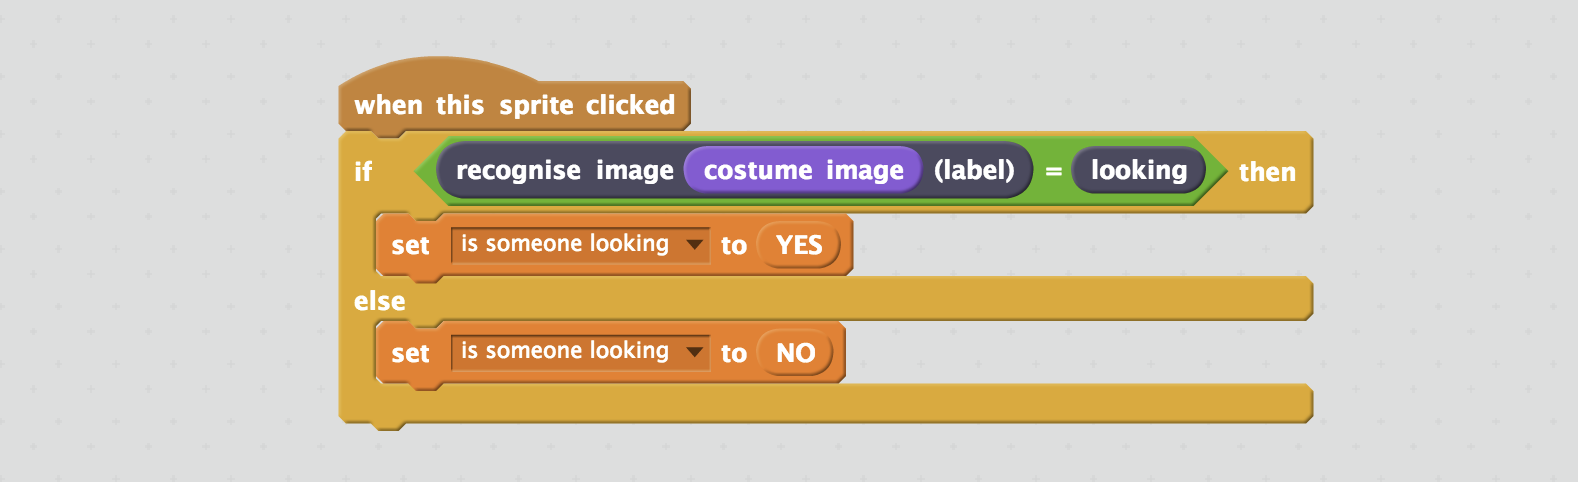 when this sprite clicked
if recognise image costume image (label) = looking then
set is someone looking to YES
else
set is someone looking to NO